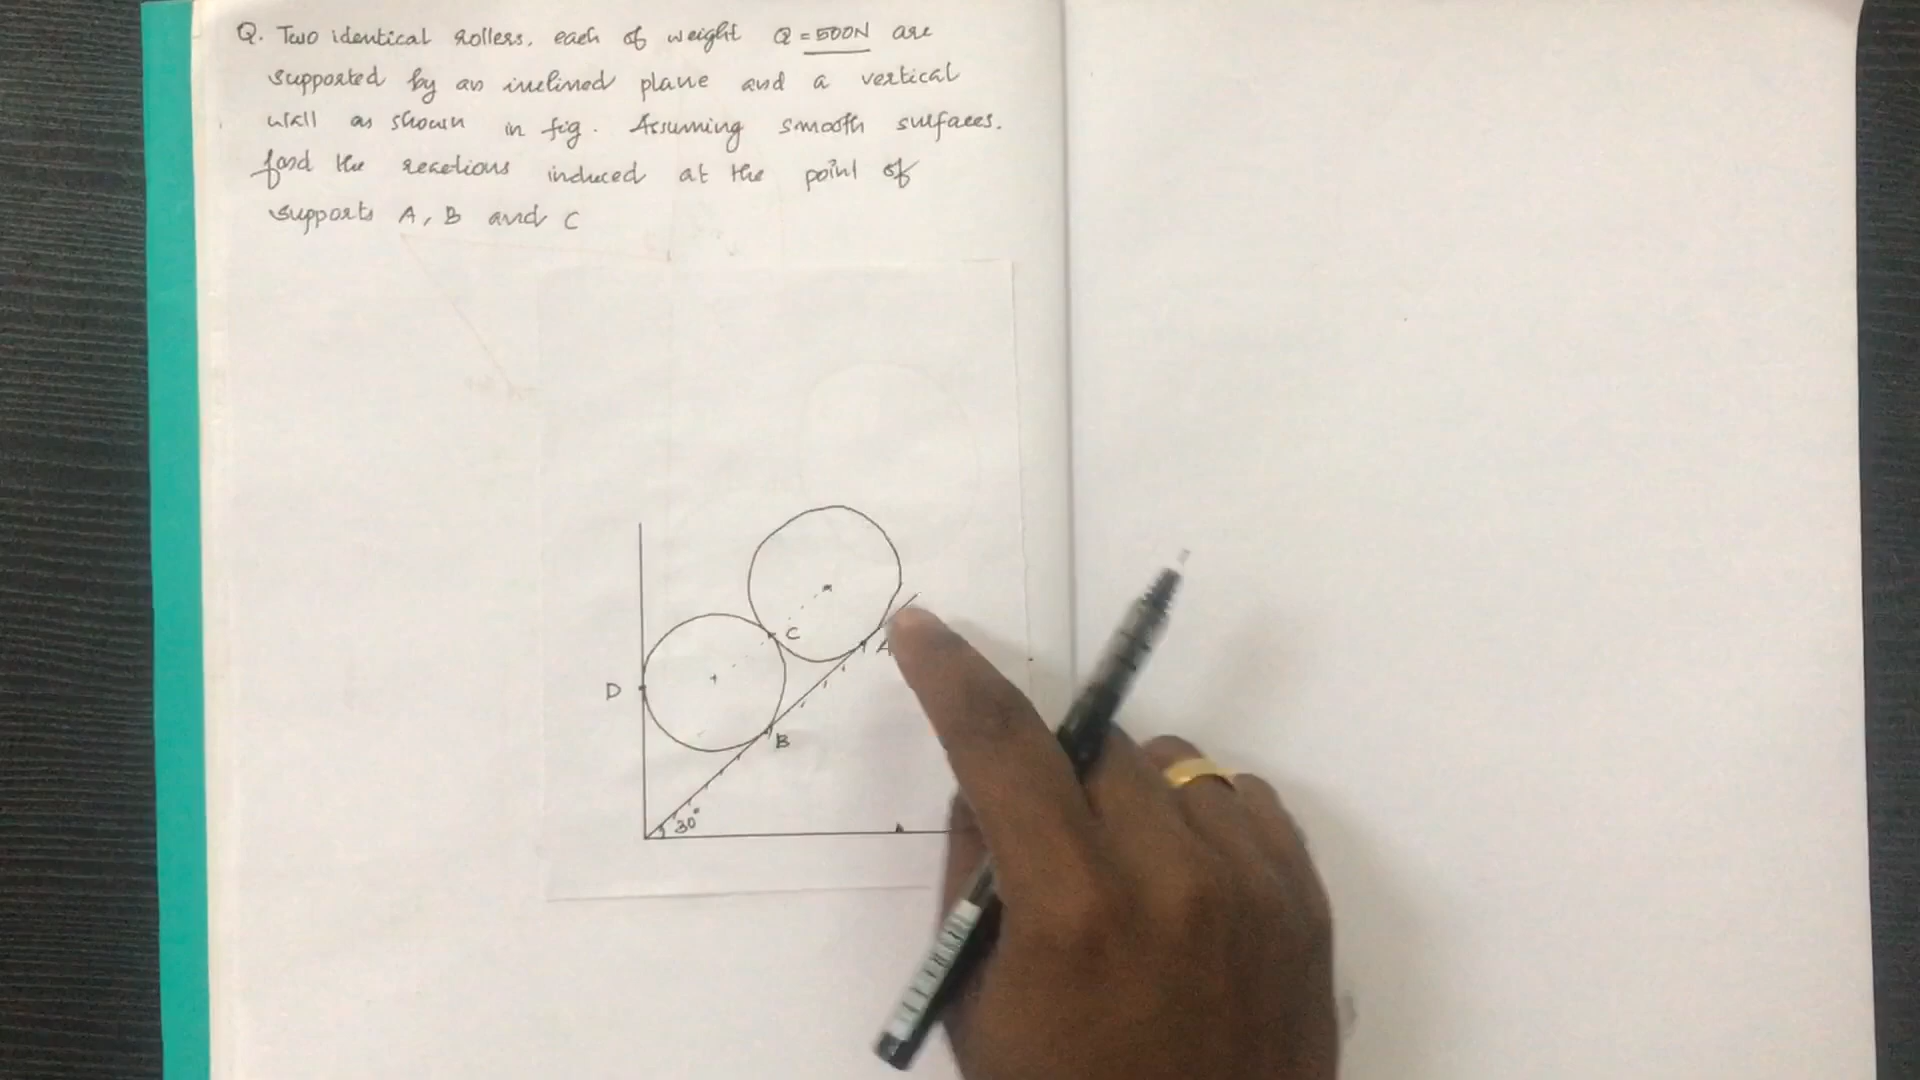 Q. Two identical rollers, each of weight Q = 500N are
supported by an inclined plane and a vertical
wall as shown in fig. Assuming smooth surfaces.
find the reactions induced at the point of
supports A, B and C
C
A
D
B
30°